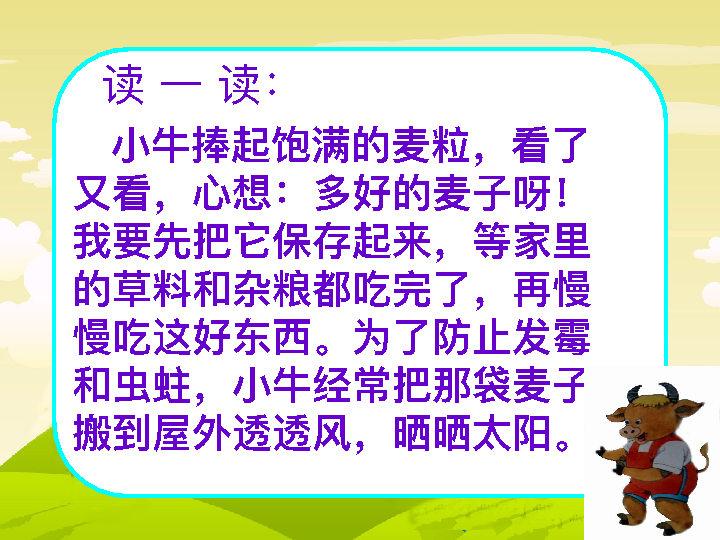 读 一 读：
小牛捧起饱满的麦粒，看了
又看，心想：多好的麦子呀！
我要先把它保存起来，等家里
的草料和杂粮都吃完了，再慢
慢吃这好东西。为了防止发霉
和虫蛀，小牛经常把那袋麦子
搬到屋外透透风，晒晒太阳。